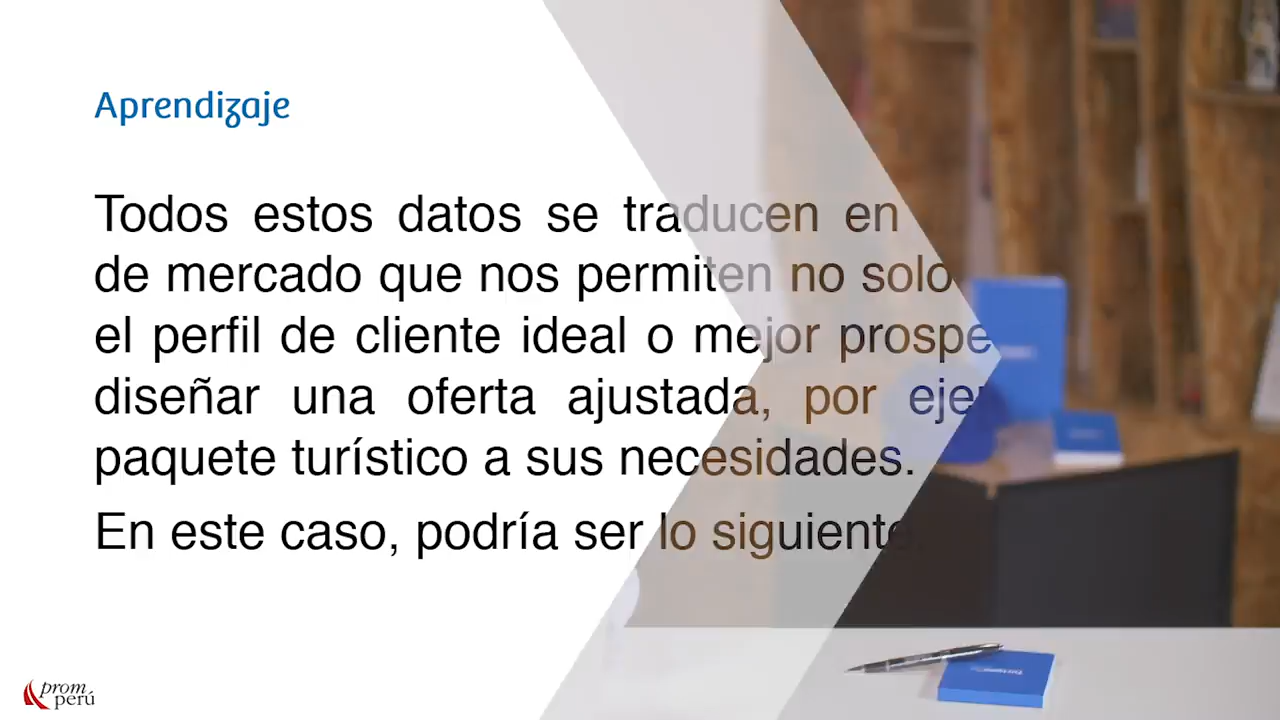 Aprendizaje
Todos estos datos se traducen en
de mercado que nos permiten no solo
el perfil de cliente ideal o mejor prospe
diseñar una oferta ajustada, por eje
paquete turístico a sus necesidades.
En este caso, podría ser lo siguiente.
prom
perú